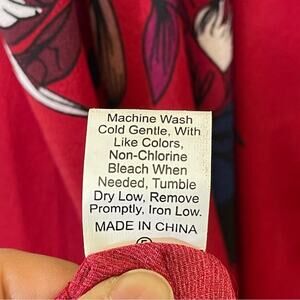 Machine Wash
Cold Gentle, With
Like Colors,
Non-Chlorine
Bleach When
Needed, Tumble
Dry Low, Remove
Promptly, Iron Low.
MADE IN CHINA